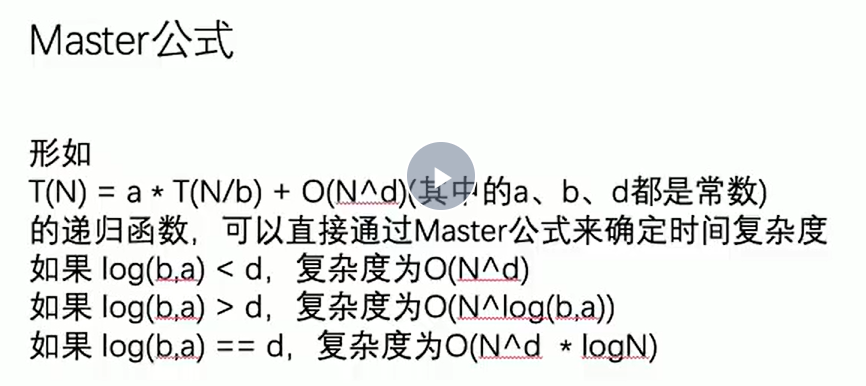 Master公式
形如
T(N) = a * T(N/b) + O(N^d)(其中的a、b、d都是常数)
的递归函数，可以直接通过Master公式来确定时间复杂度
如果 log(b,a) < d，复杂度为O(N^d)
如果 log(b,a) > d，复杂度为O(N^log(b,a))
如果 log(b,a) == d，复杂度为O(N^d * logN)